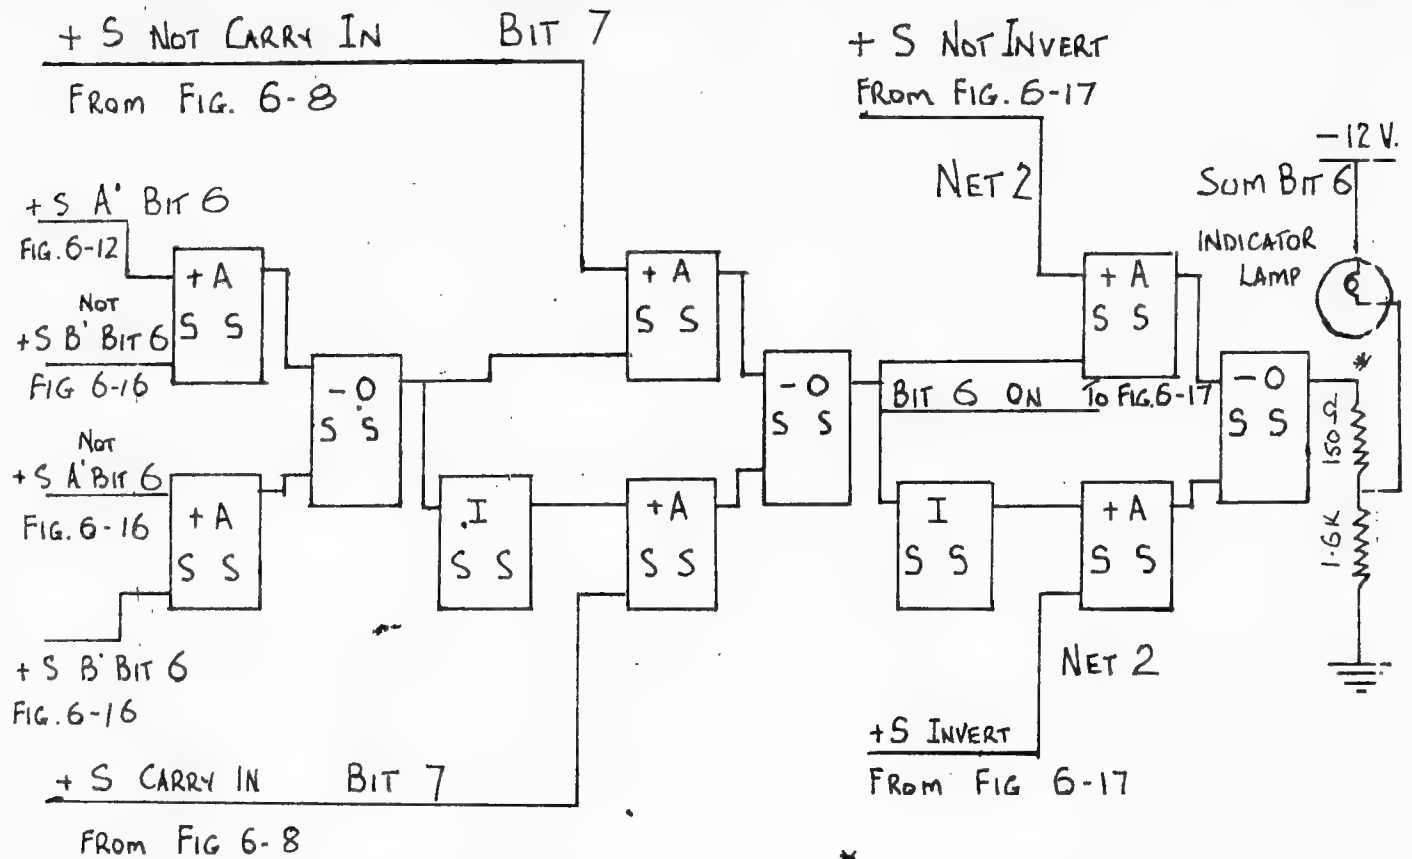 + S NOT CARRY IN BIT 7
FROM FIG. 6-8
+ S NOT INVERT
FROM FIG. 6-17
NET 2
-12 V.
SUM BIT 6
INDICATOR
LAMP
+ S A' BIT 6
FIG. 6-12
NOT
+S B' BIT 6
FIG 6-16
NOT
+ S A' BIT 6
FIG. 6-16
+ S B' BIT 6
FIG. 6-16
+ A
S S
+ A
S S
- O
S S
I
S S
+ A
S S
+A
S S
- O
S S
BIT 6 ON TO FIG. 6-17
I
S S
+ A
S S
+A
S S
- O
S S
*
150 Ω
1.6K
NET 2
+S INVERT
FROM FIG 6-17
+ S CARRY IN BIT 7
FROM FIG 6-8
*